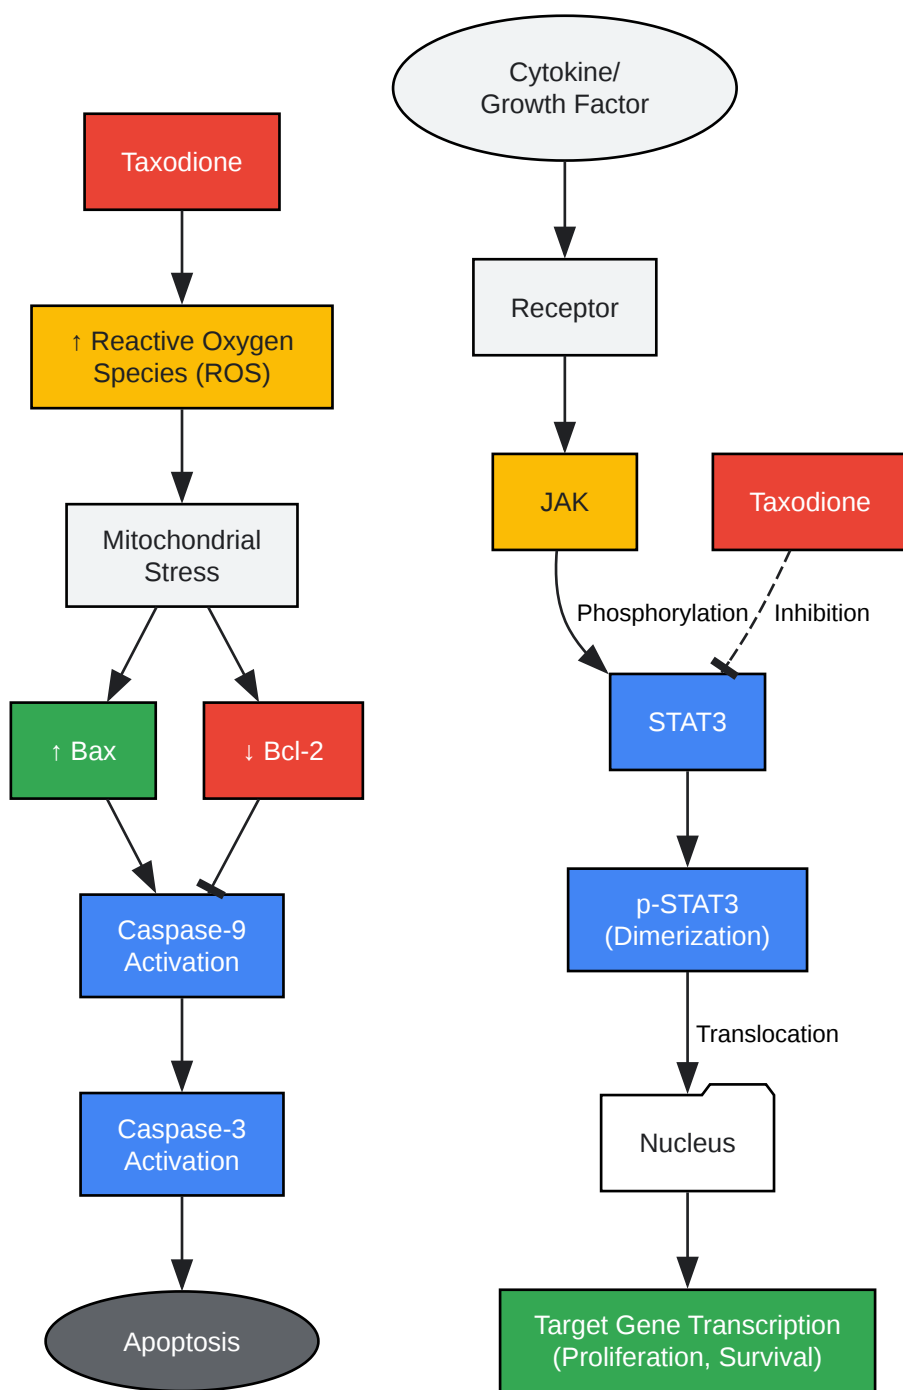 Taxodione
↑ Reactive Oxygen
Species (ROS)
Mitochondrial
Stress
↑ Bax
↓ Bcl-2
Caspase-9
Activation
Caspase-3
Activation
Apoptosis
Cytokine/
Growth Factor
Receptor
JAK
Taxodione
Phosphorylation
Inhibition
STAT3
p-STAT3
(Dimerization)
Translocation
Nucleus
Target Gene Transcription
(Proliferation, Survival)